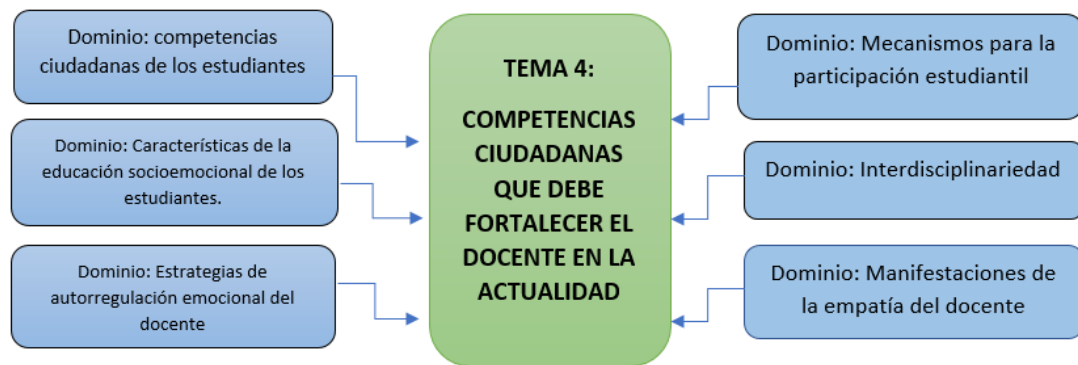 Dominio: competencias
ciudadanas de los estudiantes
Dominio: Características de la
educación socioemocional de los
estudiantes.
Dominio: Estrategias de
autorregulación emocional del
docente
TEMA 4:
COMPETENCIAS
CIUDADANAS
QUE DEBE
FORTALECER EL
DOCENTE EN LA
ACTUALIDAD
Dominio: Mecanismos para la
participación estudiantil
Dominio: Interdisciplinariedad
Dominio: Manifestaciones de
la empatía del docente